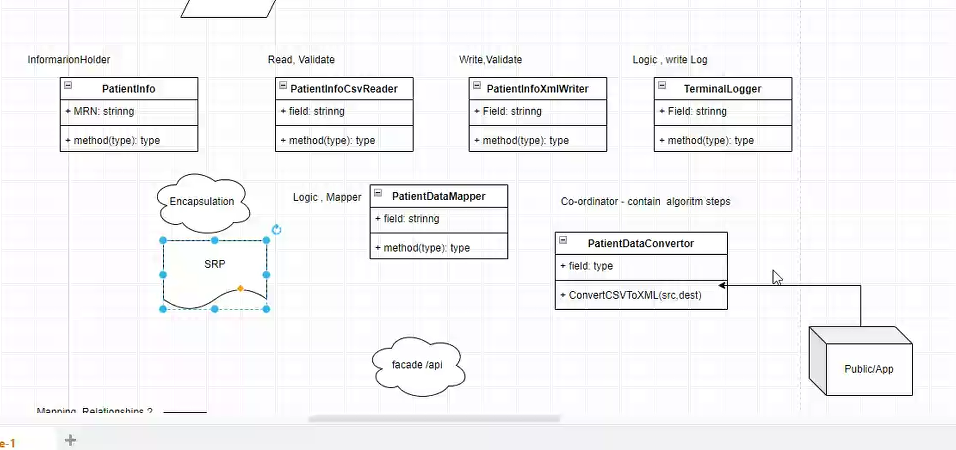 InformarionHolder
Read, Validate
Write,Validate
Logic , write Log
PatientInfo
+ MRN: strinng
+ method(type): type
PatientInfoCsvReader
+ field: strinng
+ method(type): type
PatientInfoXmlWriter
+ Field: strinng
+ method(type): type
TerminalLogger
+ Field: strinng
+ method(type): type
Encapsulation
SRP
Logic , Mapper
PatientDataMapper
+ field: strinng
+ method(type): type
Co-ordinator - contain algoritm steps
PatientDataConvertor
+ field: type
+ ConvertCSVToXML(src,dest)
facade /api
Public/App
Mapping Relationships ?
e-1